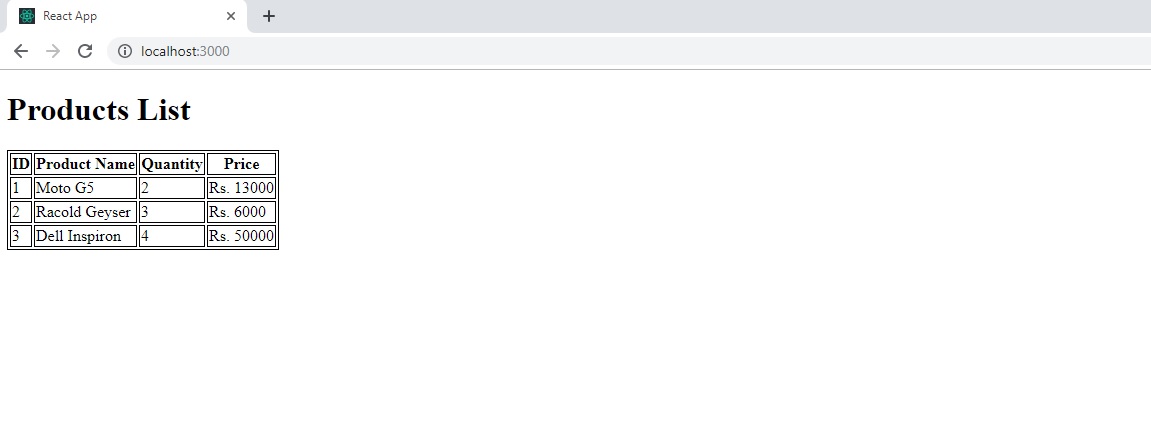 React App
localhost:3000
Products List
ID Product Name Quantity Price
1 Moto G5 2 Rs. 13000
2 Racold Geyser 3 Rs. 6000
3 Dell Inspiron 4 Rs. 50000